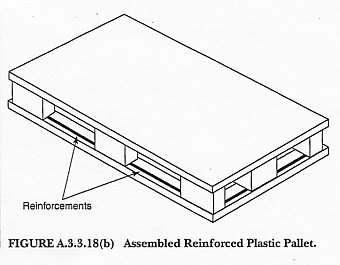 Reinforcements
FIGURE A.3.3.18(b) Assembled Reinforced Plastic Pallet.